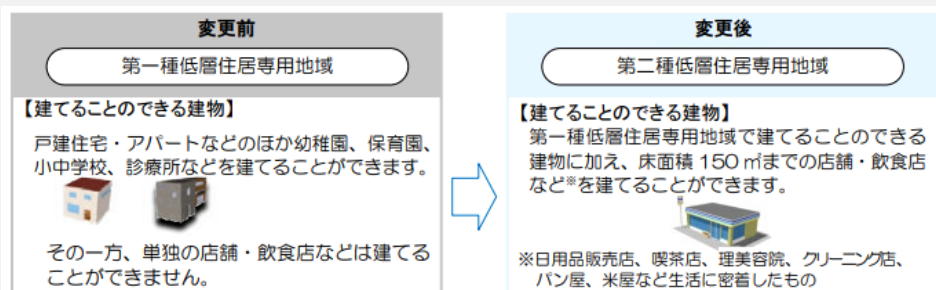 変更前
第一種低層住居専用地域
【建てることのできる建物】
戸建住宅・アパートなどのほか幼稚園、保育園、
小中学校、診療所などを建てることができます。
その一方、単独の店舗・飲食店などは建てる
ことができません。
変更後
第二種低層住居専用地域
【建てることのできる建物】
第一種低層住居専用地域で建てることのできる
建物に加え、床面積 150 ㎡までの店舗・飲食店
など※を建てることができます。
※日用品販売店、喫茶店、理美容院、クリーニング店、
パン屋、米屋など生活に密着したもの